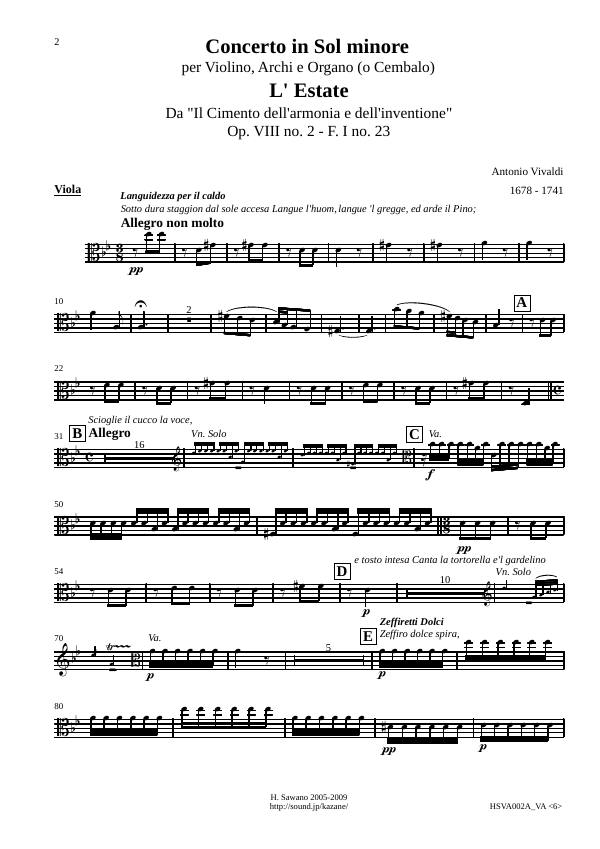 2
Concerto in Sol minore
per Violino, Archi e Organo (o Cembalo)
L' Estate
Da "Il Cimento dell'armonia e dell'inventione"
Op. VIII no. 2 - F. I no. 23
Antonio Vivaldi
1678 - 1741
Viola
Languidezza per il caldo
Sotto dura staggion dal sole accesa Langue l'huom, langue 'l gregge, ed arde il Pino;
Allegro non molto
pp
10
2
A
22
Scioglie il cucco la voce,
31 B Allegro
16
Vn. Solo
C Va.
f
50
pp
e tosto intesa Canta la tortorella e'l gardelino
54
D
10
Vn. Solo
p
Zeffiretti Dolci
Zeffiro dolce spira,
70
tr
Va.
5
E
p
p
80
pp
p
H. Sawano 2005-2009
http://sound.jp/kazane/
HSVA002A_VA <6>